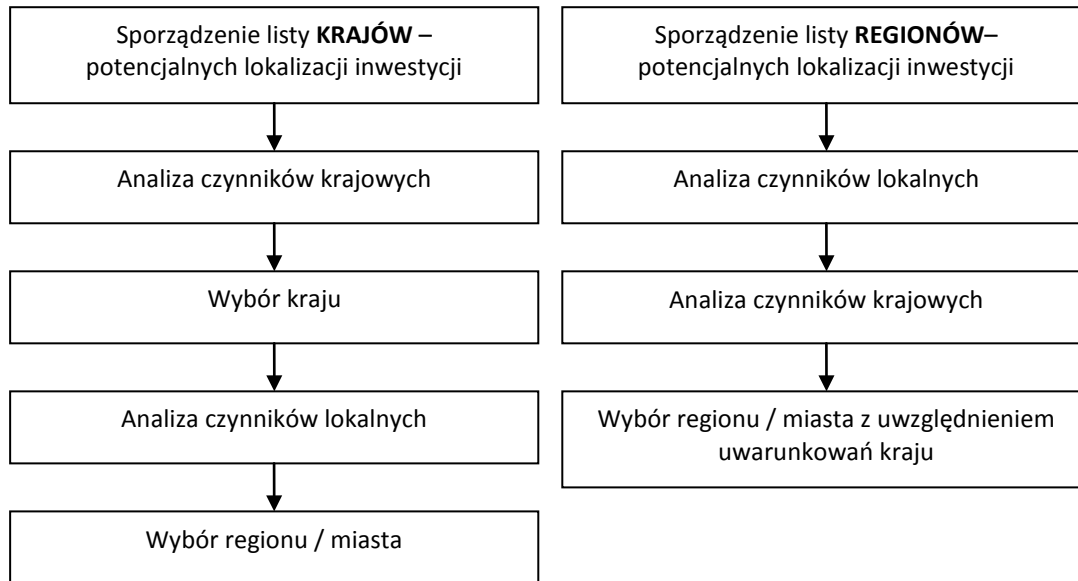 Sporządzenie listy KRAJÓW –
potencjalnych lokalizacji inwestycji
Analiza czynników krajowych
Wybór kraju
Analiza czynników lokalnych
Wybór regionu / miasta
Sporządzenie listy REGIONÓW–
potencjalnych lokalizacji inwestycji
Analiza czynników lokalnych
Analiza czynników krajowych
Wybór regionu / miasta z uwzględnieniem
uwarunkowań kraju